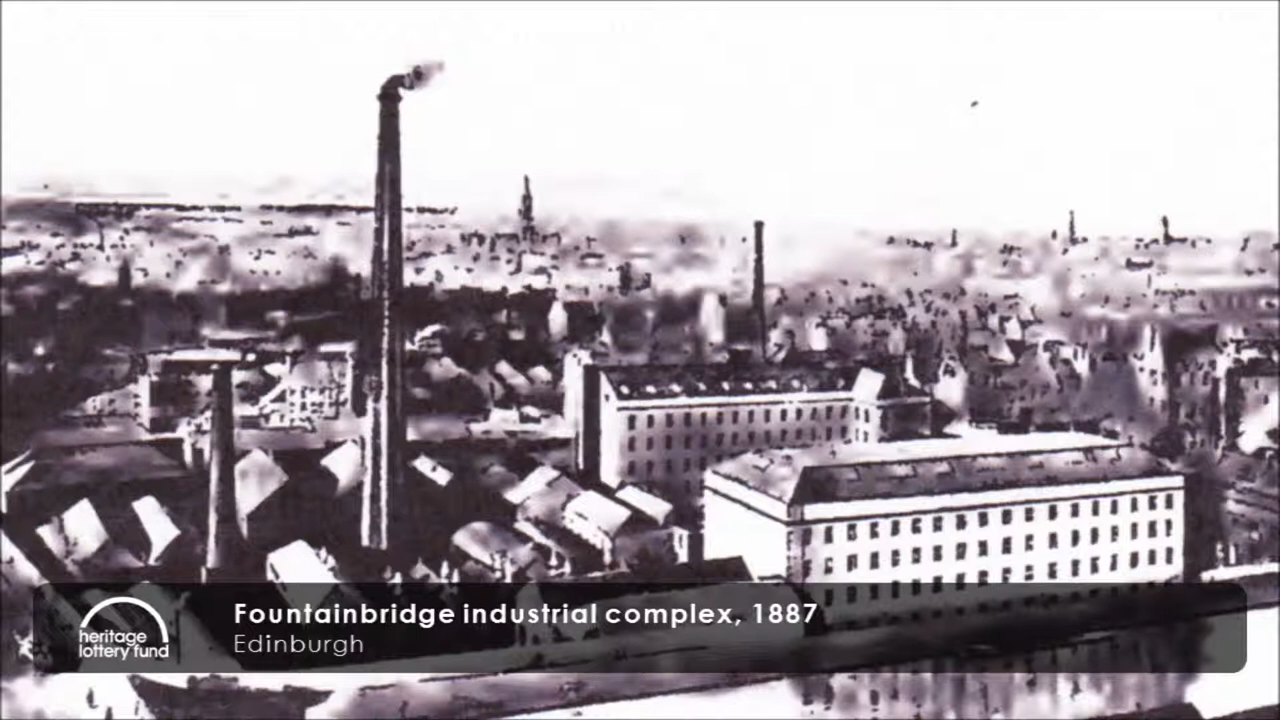 Fountainbridge industrial complex, 1887
Edinburgh
heritage
lottery fund